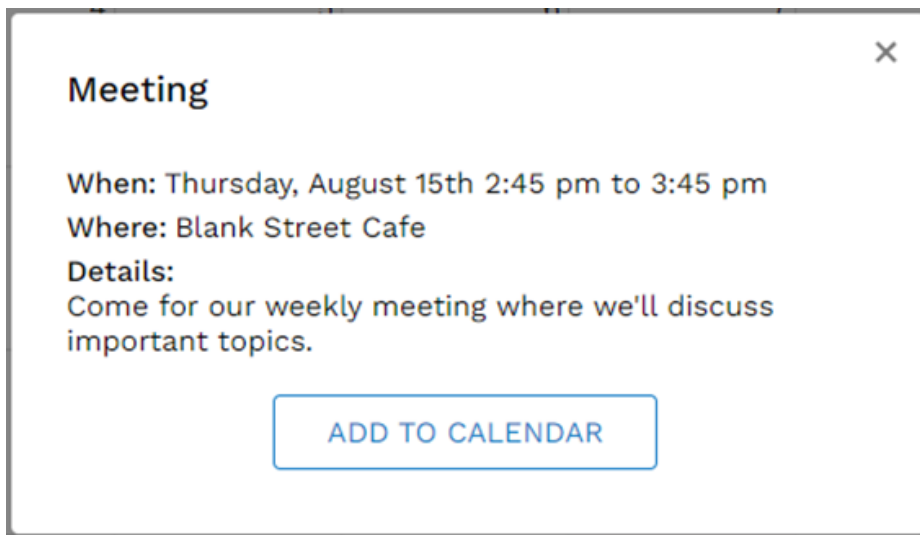 Meeting
When: Thursday, August 15th 2:45 pm to 3:45 pm
Where: Blank Street Cafe
Details:
Come for our weekly meeting where we'll discuss
important topics.
ADD TO CALENDAR